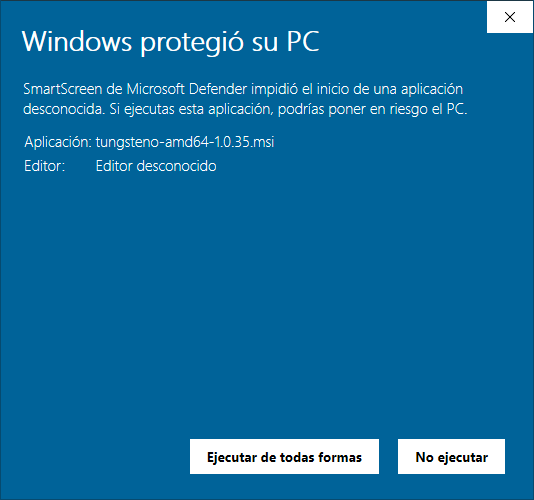 Windows protegió su PC
SmartScreen de Microsoft Defender impidió el inicio de una aplicación
desconocida. Si ejecutas esta aplicación, podrías poner en riesgo el PC.
Aplicación: tungsteno-amd64-1.0.35.msi
Editor: Editor desconocido
Ejecutar de todas formas No ejecutar